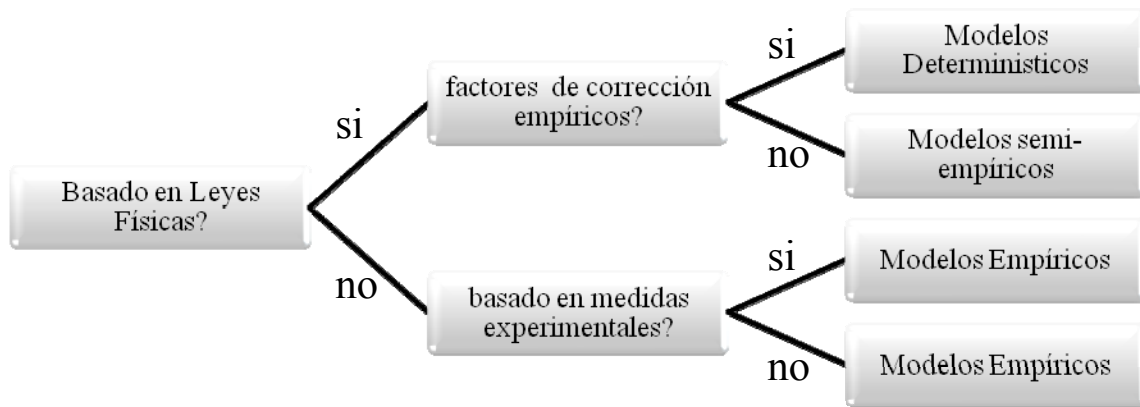 Basado en Leyes
Físicas?
si
no
factores de corrección
empíricos?
si
no
basado en medidas
experimentales?
si
no
Modelos
Deterministicos
Modelos semi-
empíricos
Modelos Empíricos
Modelos Empíricos